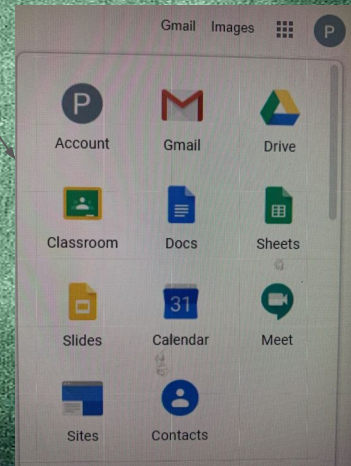 Gmail Images P
P
Account Gmail Drive
Classroom Docs Sheets
31
Slides Calendar Meet
Sites Contacts